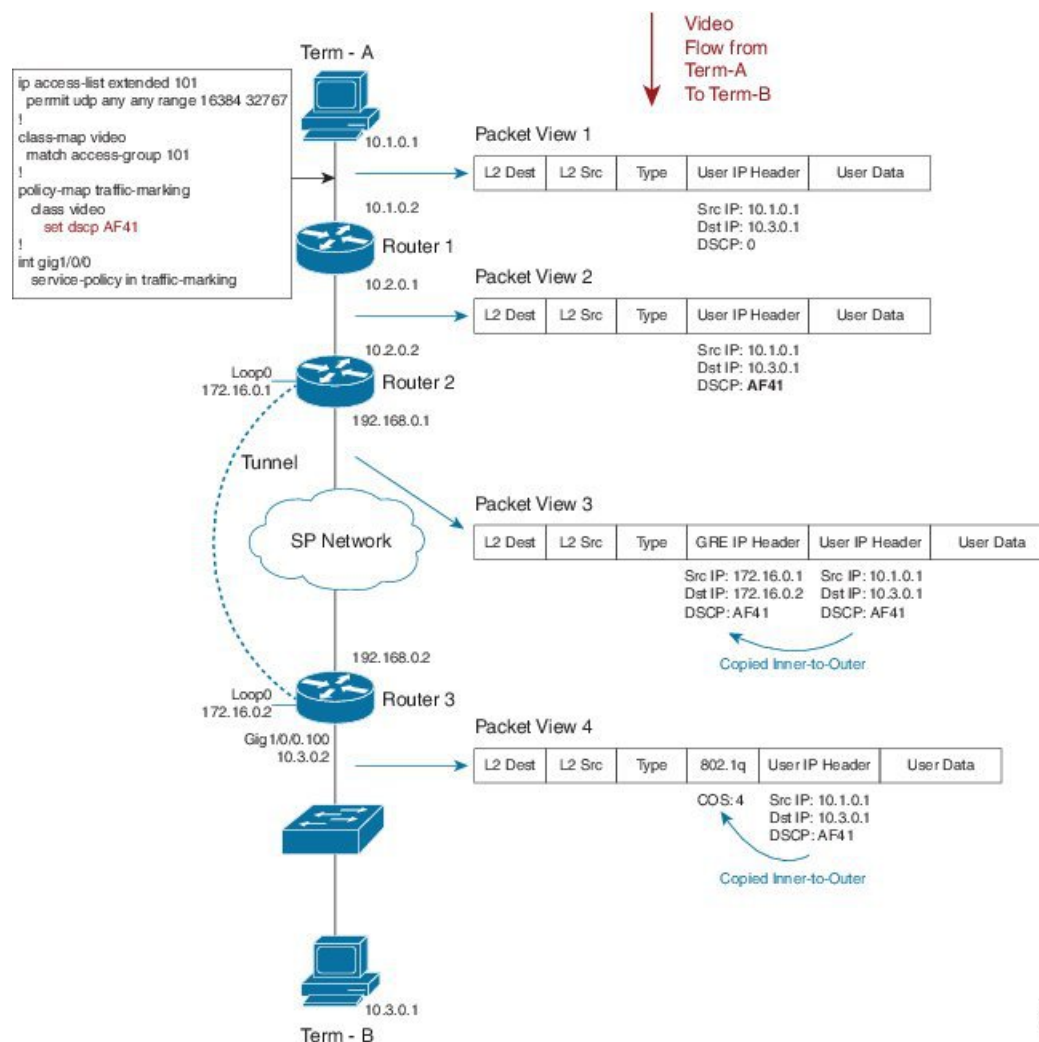 Term - A
Video
Flow from
Term-A
To Term-B
ip access-list extended 101
permit udp any any range 16384 32767
!
class-map video
match access-group 101
!
policy-map traffic-marking
class video
set dscp AF41
!
int gig1/0/0
service-policy in traffic-marking
10.1.0.1
Packet View 1
L2 Dest L2 Src Type User IP Header User Data
Src IP: 10.1.0.1
Dst IP: 10.3.0.1
DSCP: 0
10.1.0.2
Router 1
10.2.0.1
Packet View 2
L2 Dest L2 Src Type User IP Header User Data
Src IP: 10.1.0.1
Dst IP: 10.3.0.1
DSCP: AF41
10.2.0.2
Loop0
172.16.0.1
Router 2
192.168.0.1
Tunnel
SP Network
Packet View 3
L2 Dest L2 Src Type GRE IP Header User IP Header User Data
Src IP: 172.16.0.1 Src IP: 10.1.0.1
Dst IP: 172.16.0.2 Dst IP: 10.3.0.1
DSCP: AF41 DSCP: AF41
Copied Inner-to-Outer
192.168.0.2
Loop0
172.16.0.2
Router 3
Gig1/0/0.100
10.3.0.2
Packet View 4
L2 Dest L2 Src Type 802.1q User IP Header User Data
COS: 4 Src IP: 10.1.0.1
Dst IP: 10.3.0.1
DSCP: AF41
Copied Inner-to-Outer
10.3.0.1
Term - B